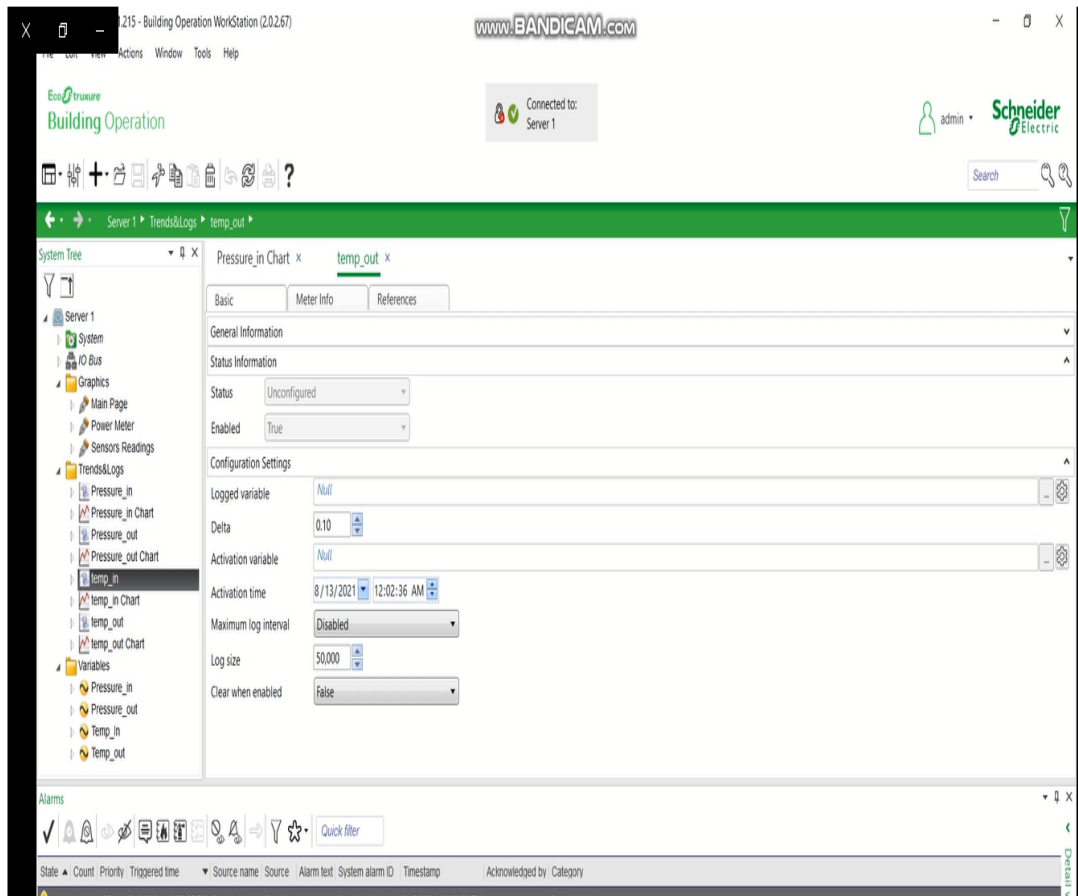 .215 - Building Operation WorkStation (2.0.2.67)
www.BANDICAM.com
File Edit View Actions Window Tools Help
EcoStruxure
Building Operation
Connected to:
Server 1
admin
Schneider
Electric
Search
Server 1 Trends&Logs temp_out
System Tree
Pressure_in Chart
temp_out
Basic
Meter Info
References
Server 1
System
IO Bus
Graphics
Main Page
Power Meter
Sensors Readings
Trends&Logs
Pressure_in
Pressure_in Chart
Pressure_out
Pressure_out Chart
temp_in
temp_in Chart
temp_out
temp_out Chart
Variables
Pressure_in
Pressure_out
Temp_In
Temp_out
General Information
Status Information
Status Unconfigured
Enabled True
Configuration Settings
Logged variable Null
Delta 0.10
Activation variable Null
Activation time 8/13/2021 12:02:36 AM
Maximum log interval Disabled
Log size 50,000
Clear when enabled False
Alarms
Quick filter
State Count Priority Triggered time Source name Source Alarm text System alarm ID Timestamp Acknowledged by Category